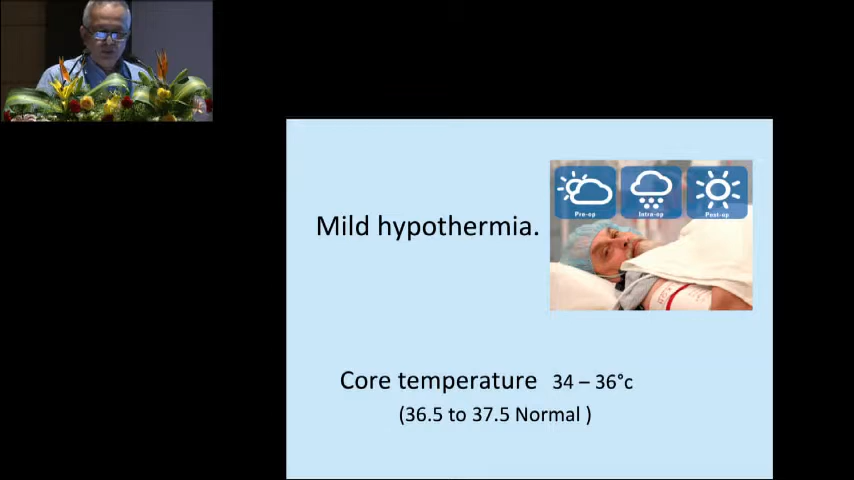 Pre-op
Intra-op
Post-op
Mild hypothermia.
Core temperature 34 – 36°c
(36.5 to 37.5 Normal )